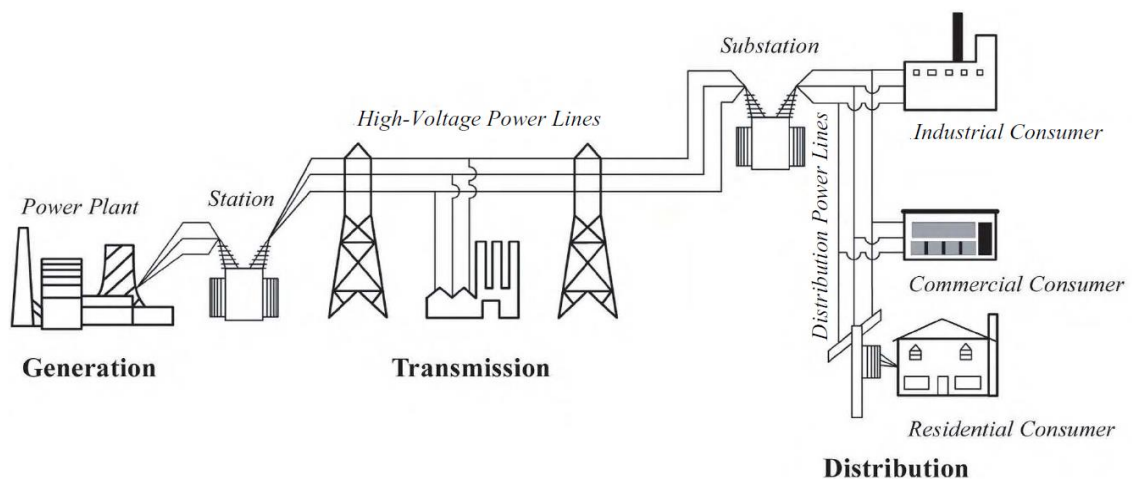 Substation
High-Voltage Power Lines
.Industrial Consumer
Power Plant
Station
Distribution Power Lines
Commercial Consumer
Generation
Transmission
Residential Consumer
Distribution